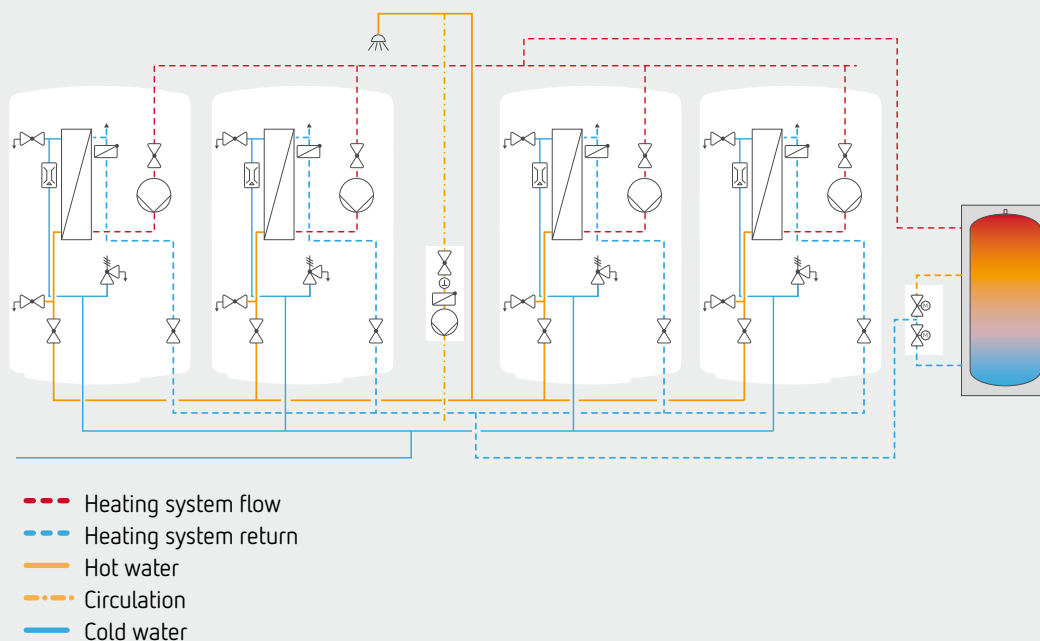 M
M
Heating system flow
Heating system return
Hot water
Circulation
Cold water